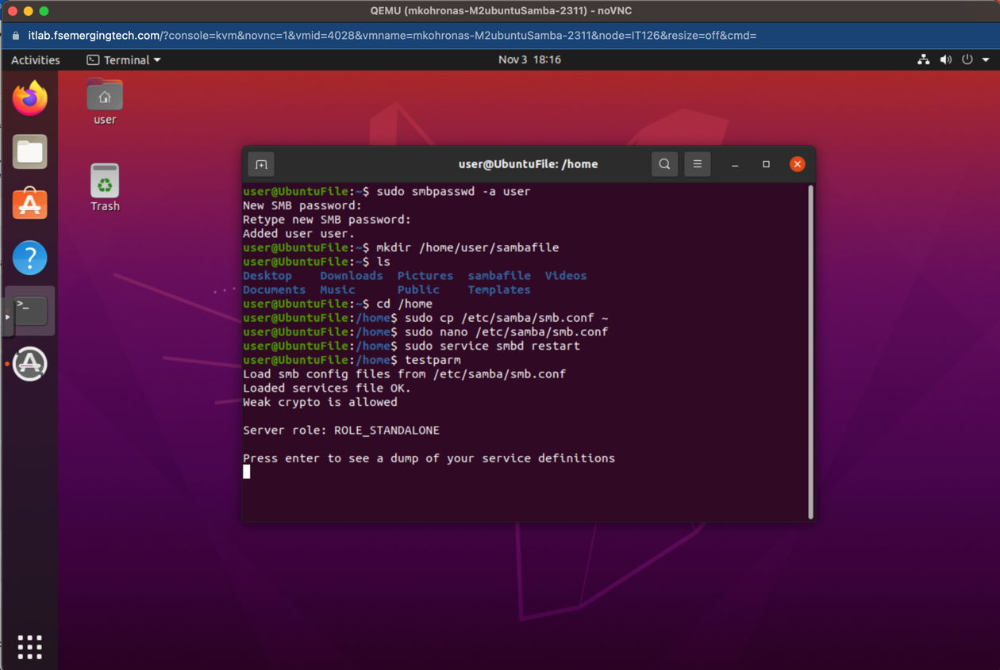 QEMU (mkohronas-M2ubuntuSamba-2311) - noVNC
itlab.fsemergingtech.com/?console=kvm&novnc=1&vmid=4028&vmname=mkohronas-M2ubuntuSamba-2311&node=IT126&resize=off&cmd=
Activities Terminal Nov 3 18:16
user
Trash
user@UbuntuFile: /home
user@UbuntuFile:~$ sudo smbpasswd -a user
New SMB password:
Retype new SMB password:
Added user user.
user@UbuntuFile:~$ mkdir /home/user/sambafile
user@UbuntuFile:~$ ls
Desktop Downloads Pictures sambafile Videos
Documents Music Public Templates
user@UbuntuFile:~$ cd /home
user@UbuntuFile:/home$ sudo cp /etc/samba/smb.conf ~
user@UbuntuFile:/home$ sudo nano /etc/samba/smb.conf
user@UbuntuFile:/home$ sudo service smbd restart
user@UbuntuFile:/home$ testparm
Load smb config files from /etc/samba/smb.conf
Loaded services file OK.
Weak crypto is allowed
Server role: ROLE_STANDALONE
Press enter to see a dump of your service definitions